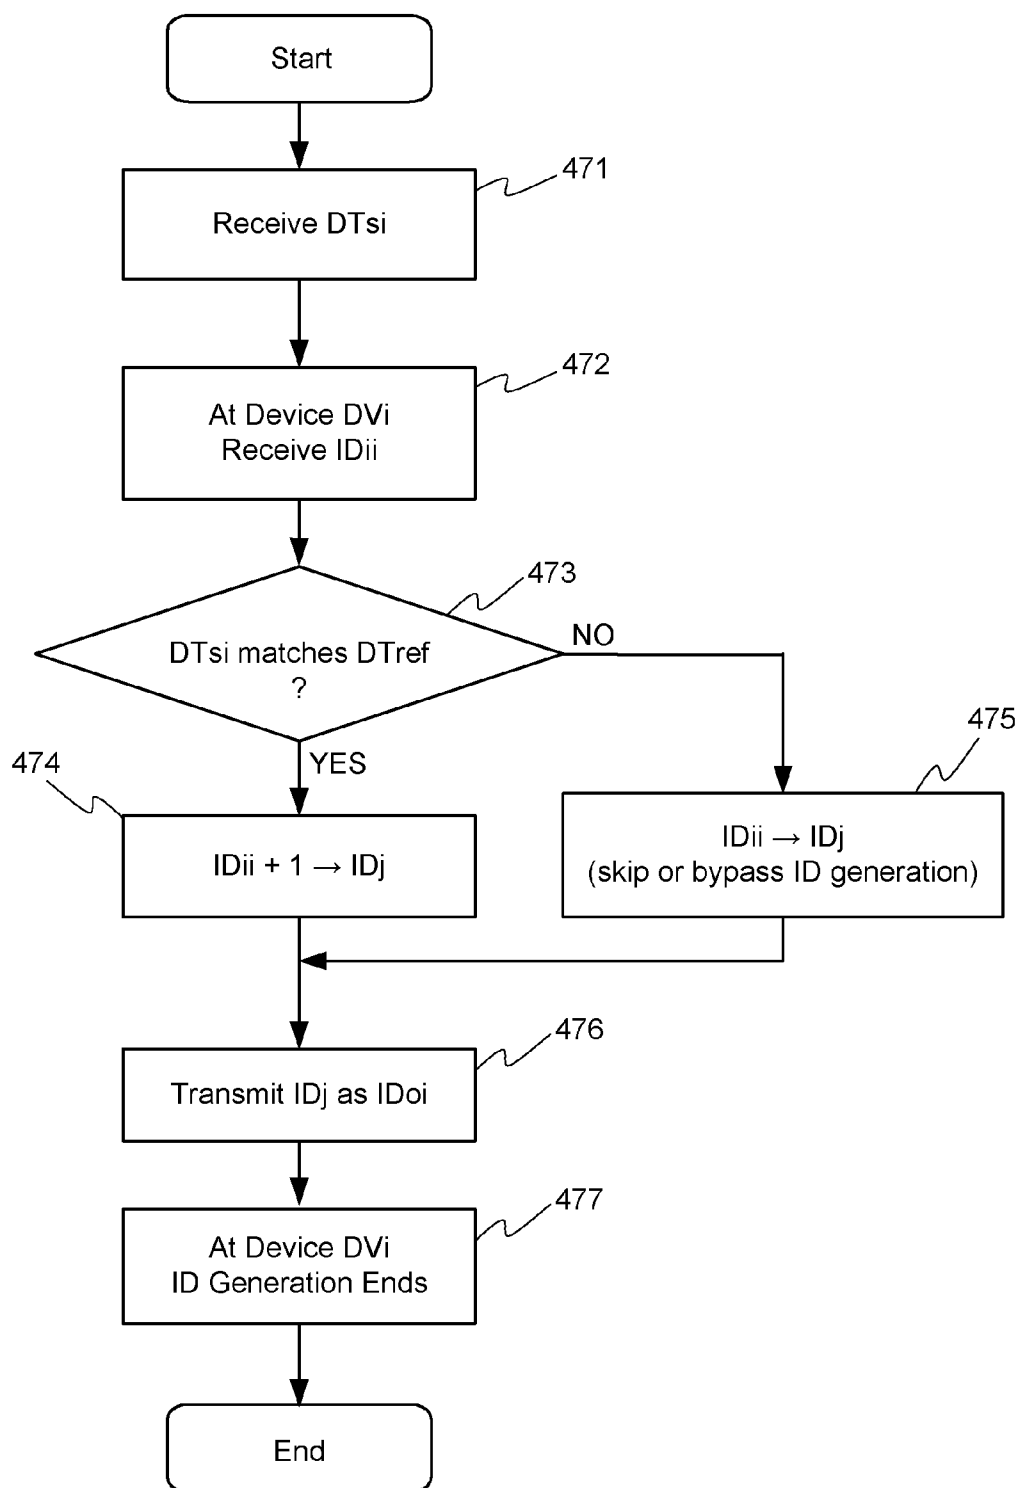 Start
471
Receive DTsi
472
At Device DVi
Receive IDii
473
DTsi matches DTref
?
NO
YES
474
475
IDii + 1 → IDj
IDii → IDj
(skip or bypass ID generation)
476
Transmit IDj as IDoi
477
At Device DVi
ID Generation Ends
End